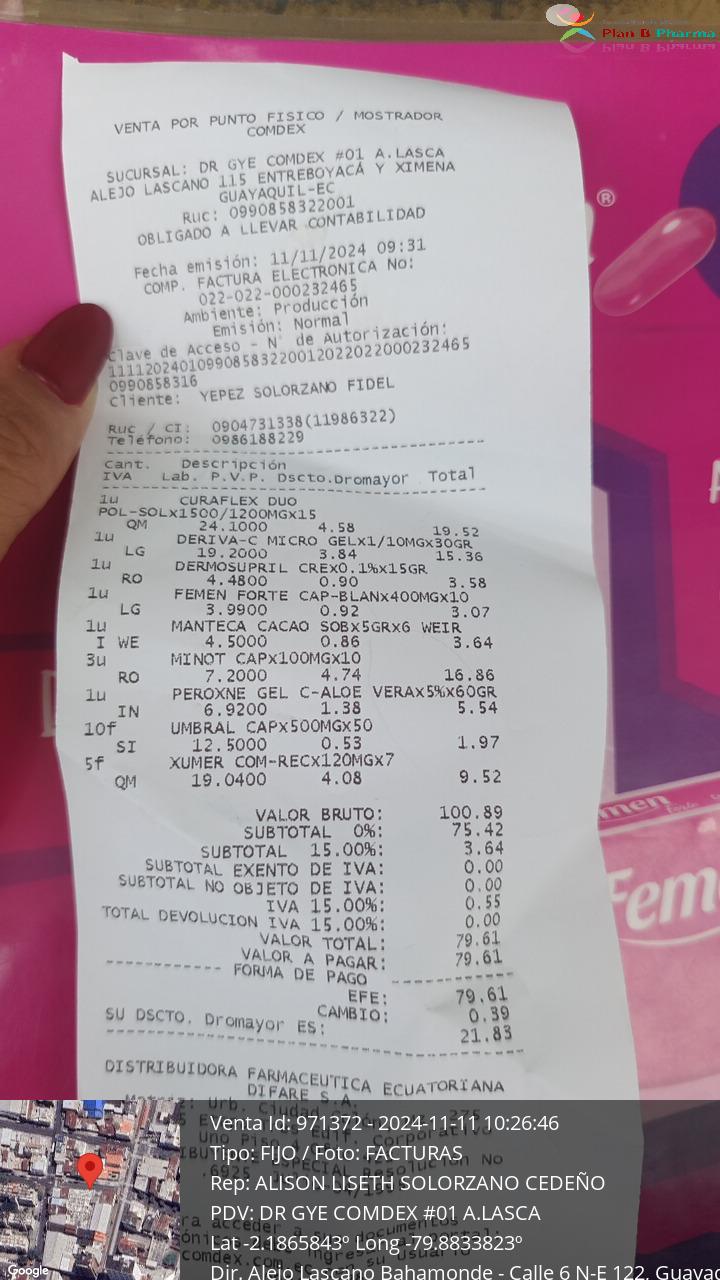 Plan B Pharma
VENTA POR PUNTO FISICO / MOSTRADOR
COMDEX
SUCURSAL: DR GYE COMDEX #01 A.LASCA
ALEJO LASCANO 115 ENTREBOYACÁ Y XIMENA
GUAYAQUIL-EC
Ruc: 0990858322001
OBLIGADO A LLEVAR CONTABILIDAD
Fecha emisión: 11/11/2024 09:31
COMP. FACTURA ELECTRONICA No:
022-022-000232465
Ambiente: Producción
Emisión: Normal
Clave de Acceso - N° de Autorización:
111120240109908583220012022022000232465
0990858316
Cliente: YEPEZ SOLORZANO FIDEL
Ruc / CI: 0904731338(11986322)
Teléfono: 0986188229
Cant. Descripción
IVA Lab. P.V.P. Dscto.Dromayor Total
1u CURAFLEX DUO
POL-SOLx1500/1200MGx15
QM 24.1000 4.58 19.52
1u DERIVA-C MICRO GELx1/10MGx30GR
LG 19.2000 3.84 15.36
1u DERMOSUPRIL CREx0.1%x15GR
RO 4.4800 0.90 3.58
1u FEMEN FORTE CAP-BLANx400MGx10
LG 3.9900 0.92 3.07
1u MANTECA CACAO SOBx5GRx6 WEIR
I WE 4.5000 0.86 3.64
3u MINOT CAPx100MGx10
RO 7.2000 4.74 16.86
1u PEROXNE GEL C-ALOE VERAx5%x60GR
IN 6.9200 1.38 5.54
10f UMBRAL CAPx500MGx50
SI 12.5000 0.53 1.97
5f XUMER COM-RECx120MGx7
QM 19.0400 4.08 9.52
VALOR BRUTO: 100.89
SUBTOTAL 0%: 75.42
SUBTOTAL 15.00%: 3.64
SUBTOTAL EXENTO DE IVA: 0.00
SUBTOTAL NO OBJETO DE IVA: 0.00
IVA 15.00%: 0.55
TOTAL DEVOLUCION IVA 15.00%: 0.00
VALOR TOTAL: 79.61
VALOR A PAGAR: 79.61
---------- FORMA DE PAGO ----------
EFE: 79.61
CAMBIO: 0.39
SU DSCTO. Dromayor ES: 21.83
DISTRIBUIDORA FARMACEUTICA ECUATORIANA
DIFARE S.A.
Venta Id: 971372 - 2024-11-11 10:26:46
Tipo: FIJO / Foto: FACTURAS
Rep: ALISON LISETH SOLORZANO CEDEÑO
PDV: DR GYE COMDEX #01 A.LASCA
Lat -2.1865843º Long -79.8833823º
Dir. Alejo Lascano Bahamonde - Calle 6 N-E 122, Guayaq
Google
Feme